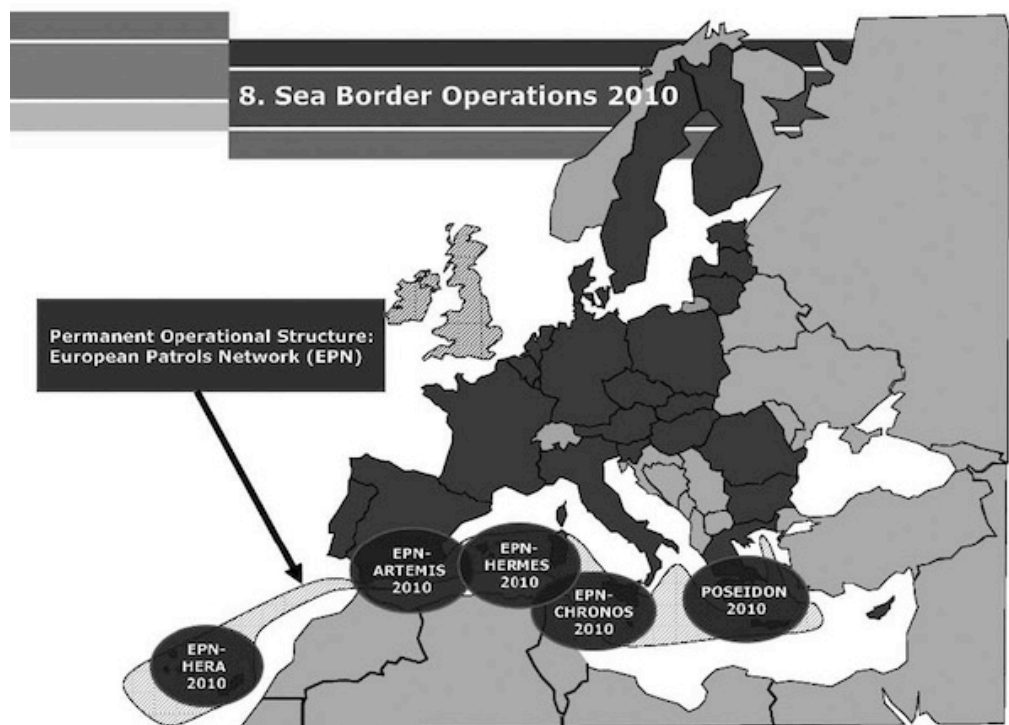 8. Sea Border Operations 2010
Permanent Operational Structure:
European Patrols Network (EPN)
EPN-
ARTEMIS
2010
EPN-
HERMES
2010
EPN-
CHRONOS
2010
POSEIDON
2010
EPN-
HERA
2010